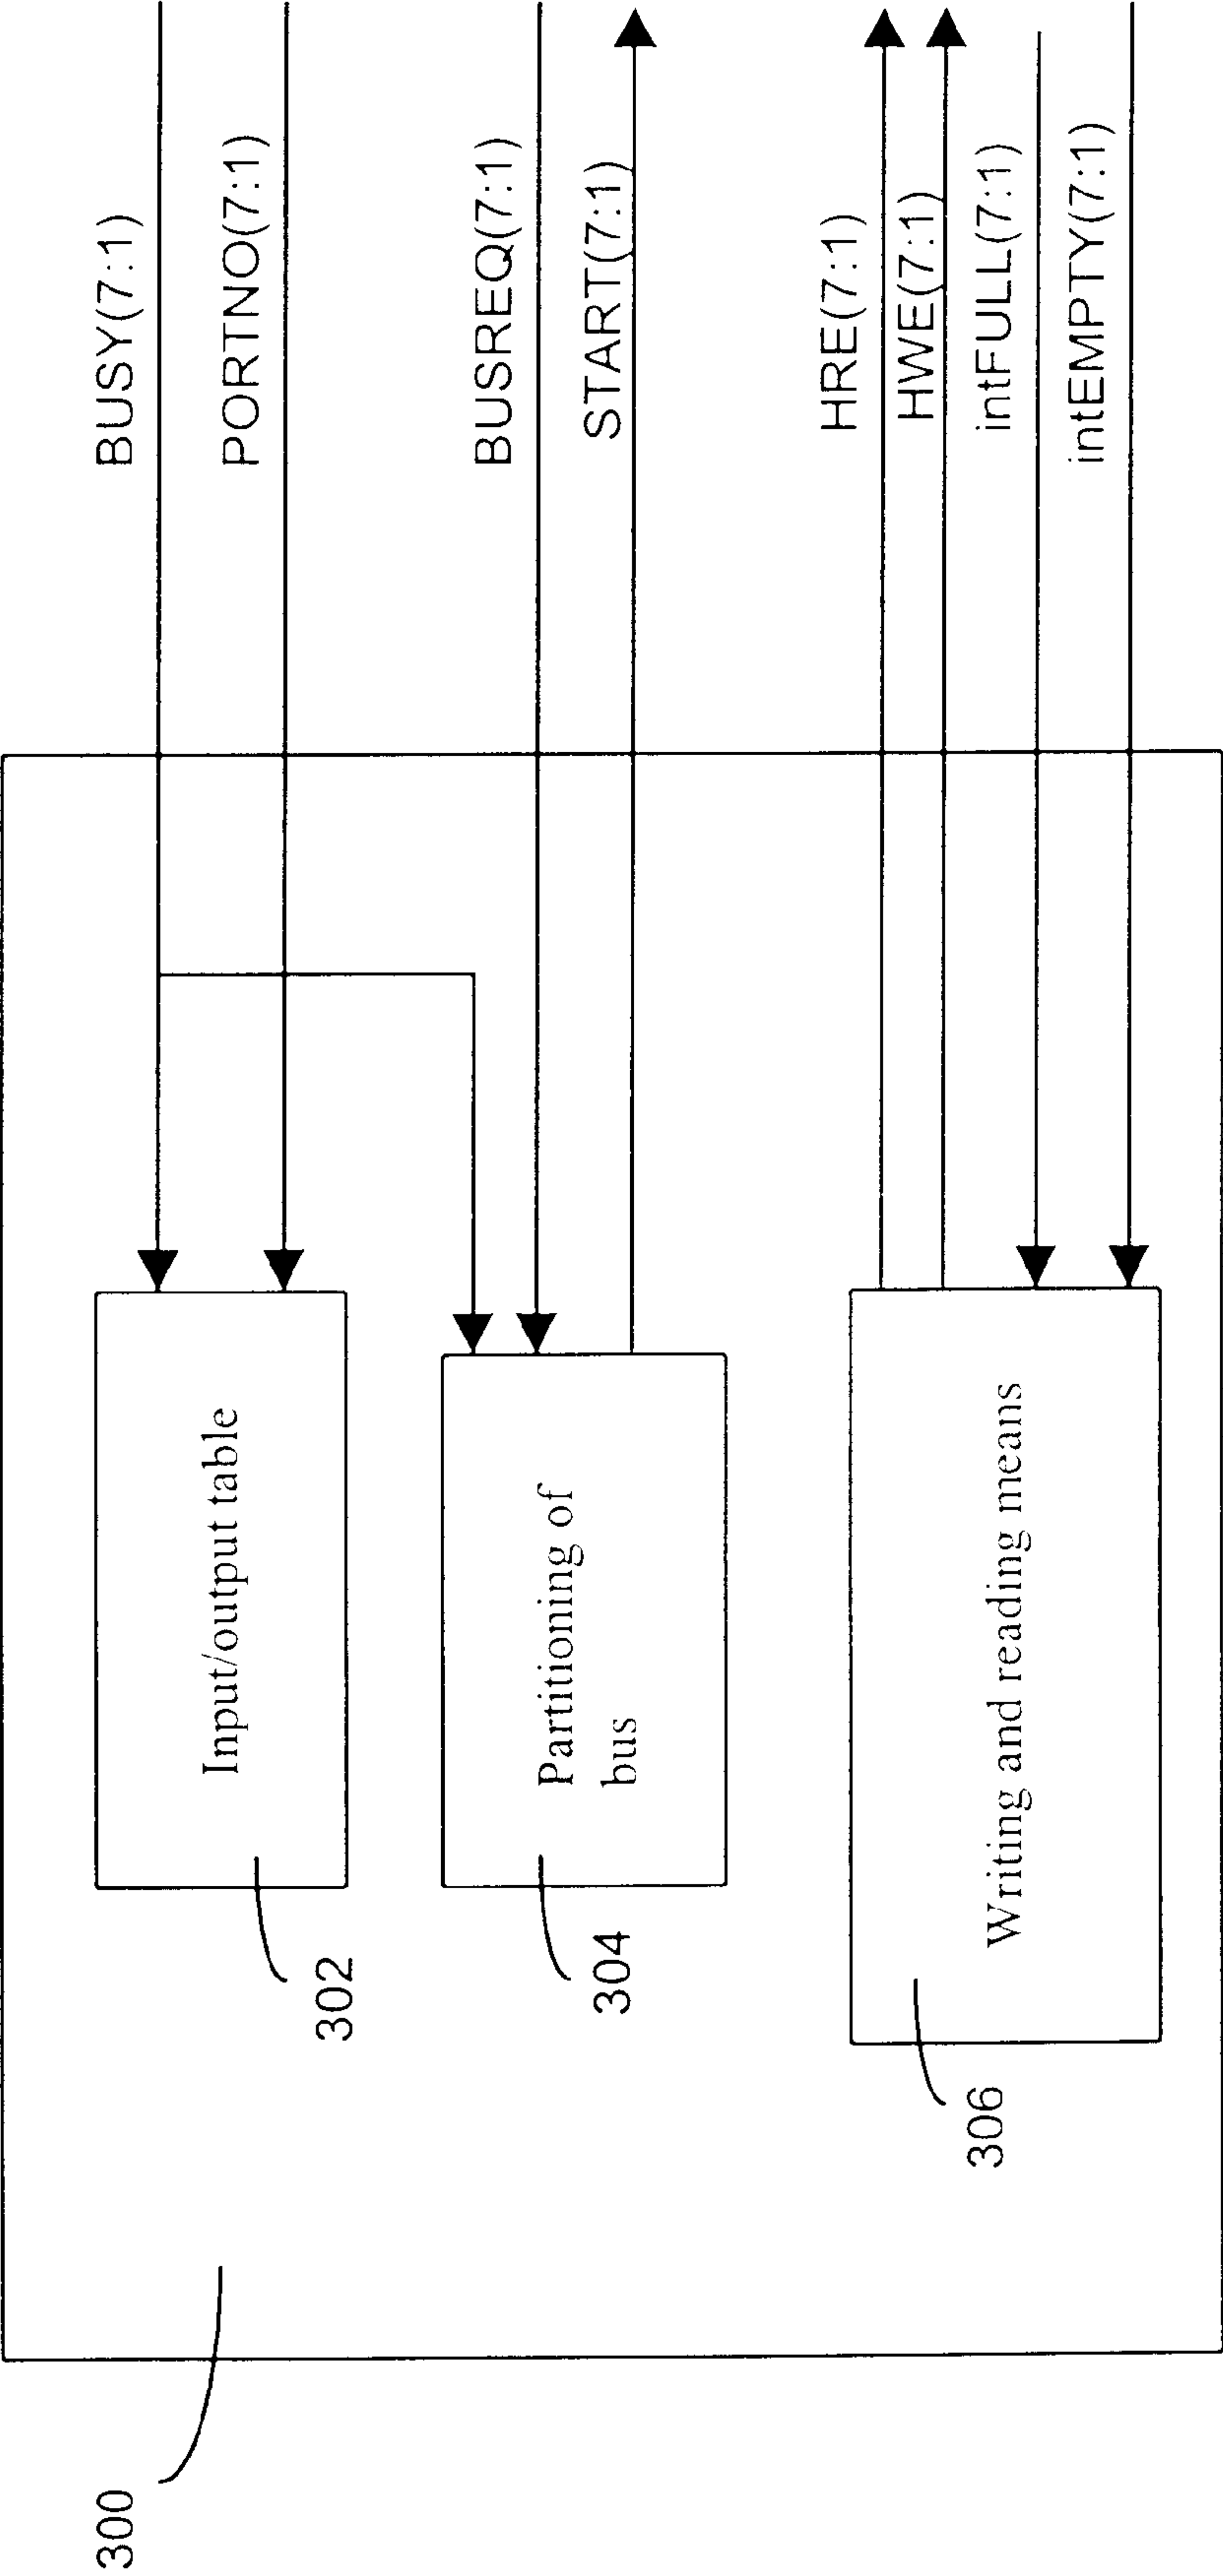 300
302
Input/output table
BUSY(7:1)
PORTNO(7:1)
304
Partitioning of
bus
BUSREQ(7:1)
START(7:1)
306
Writing and reading means
HRE(7:1)
HWE(7:1)
intFULL(7:1)
intEMPTY(7:1)